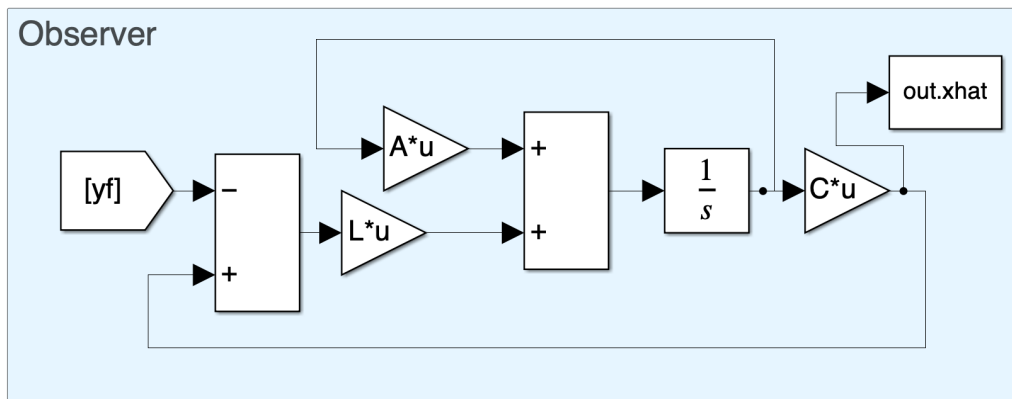 Observer
out.xhat
A*u
+
[yf]
−
1
s
C*u
L*u
+
+